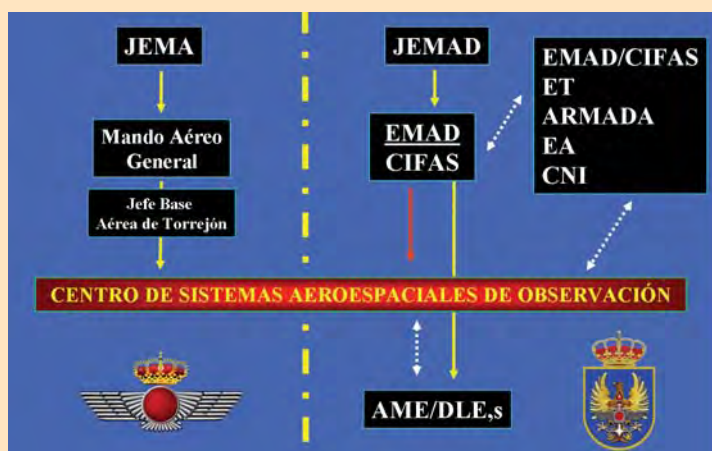 JEMA
Mando Aéreo
General
Jefe Base
Aérea de Torrejón
JEMAD
EMAD
CIFAS
EMAD/CIFAS
ET
ARMADA
EA
CNI
CENTRO DE SISTEMAS AEROESPACIALES DE OBSERVACIÓN
AME/DLE,s